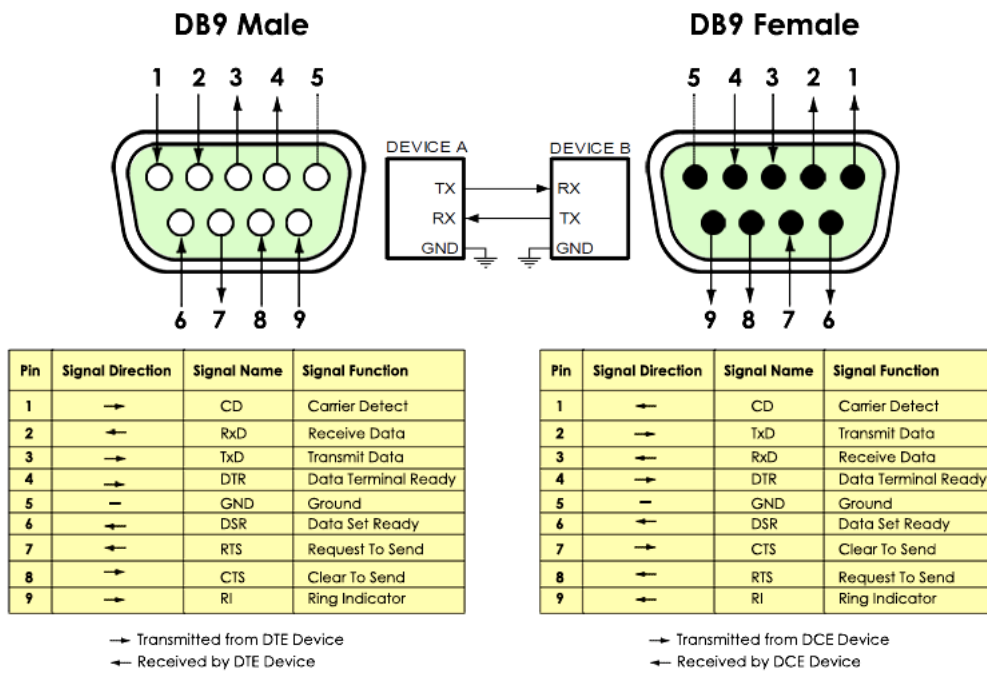 DB9 Male
DB9 Female
1 2 3 4 5
5 4 3 2 1
DEVICE A
DEVICE B
TX
RX
RX
TX
GND
GND
6 7 8 9
9 8 7 6
Pin Signal Direction Signal Name Signal Function
1 → CD Carrier Detect
2 ← RxD Receive Data
3 → TxD Transmit Data
4 → DTR Data Terminal Ready
5 – GND Ground
6 ← DSR Data Set Ready
7 ← RTS Request To Send
8 → CTS Clear To Send
9 → RI Ring Indicator
→ Transmitted from DTE Device
← Received by DTE Device
Pin Signal Direction Signal Name Signal Function
1 ← CD Carrier Detect
2 → TxD Transmit Data
3 ← RxD Receive Data
4 → DTR Data Terminal Ready
5 – GND Ground
6 ← DSR Data Set Ready
7 → CTS Clear To Send
8 ← RTS Request To Send
9 ← RI Ring Indicator
→ Transmitted from DCE Device
← Received by DCE Device